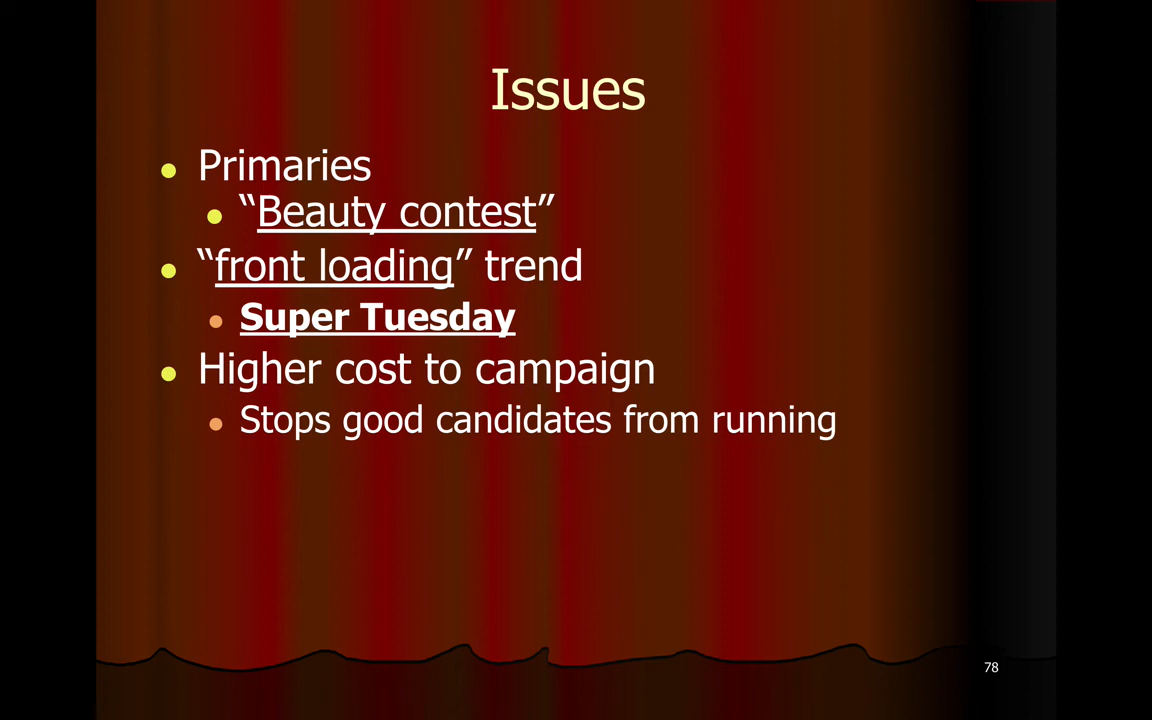 Issues
Primaries
“Beauty contest”
“front loading” trend
Super Tuesday
Higher cost to campaign
Stops good candidates from running
78